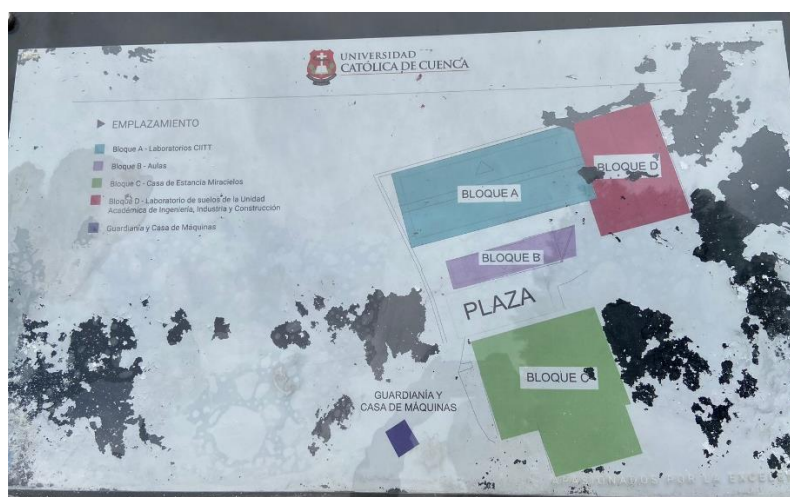 UNIVERSIDAD
CATÓLICA DE CUENCA
EMPLAZAMIENTO
Bloque A - Laboratorios CIITT
Bloque B - Aulas
Bloque C - Casa de Estancia Miracielos
Bloque D - Laboratorio de suelos de la Unidad
Académica de Ingeniería, Industria y Construcción
Guardianía y Casa de Máquinas
BLOQUE D
BLOQUE A
BLOQUE B
PLAZA
BLOQUE C
GUARDIANÍA Y
CASA DE MÁQUINAS
POR LA